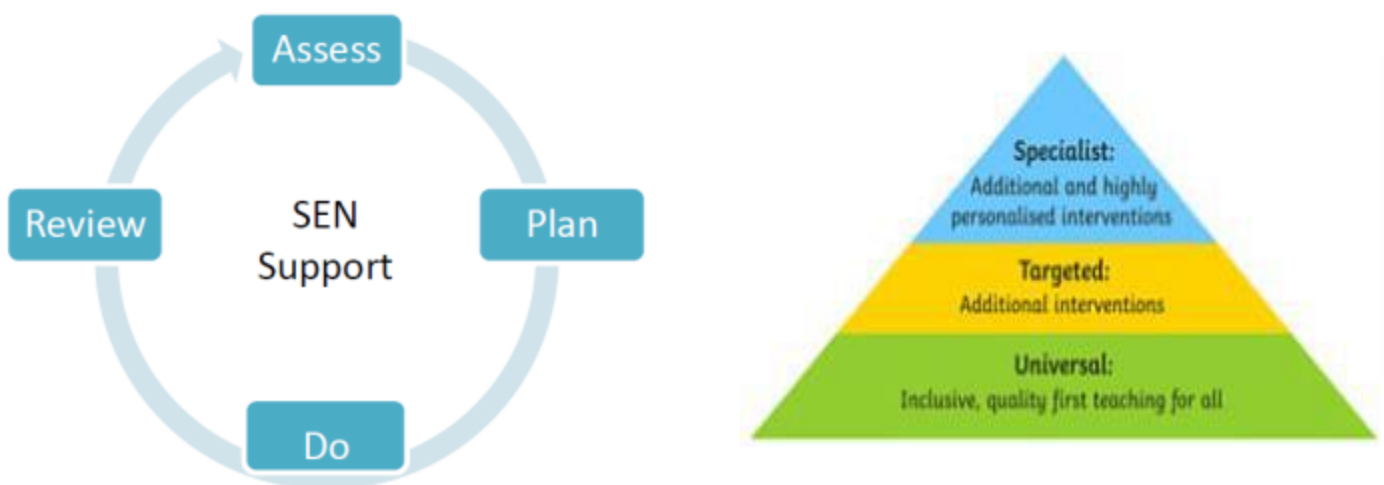 Assess
Plan
Do
Review
SEN
Support
Specialist:
Additional and highly
personalised interventions
Targeted:
Additional interventions
Universal:
Inclusive, quality first teaching for all